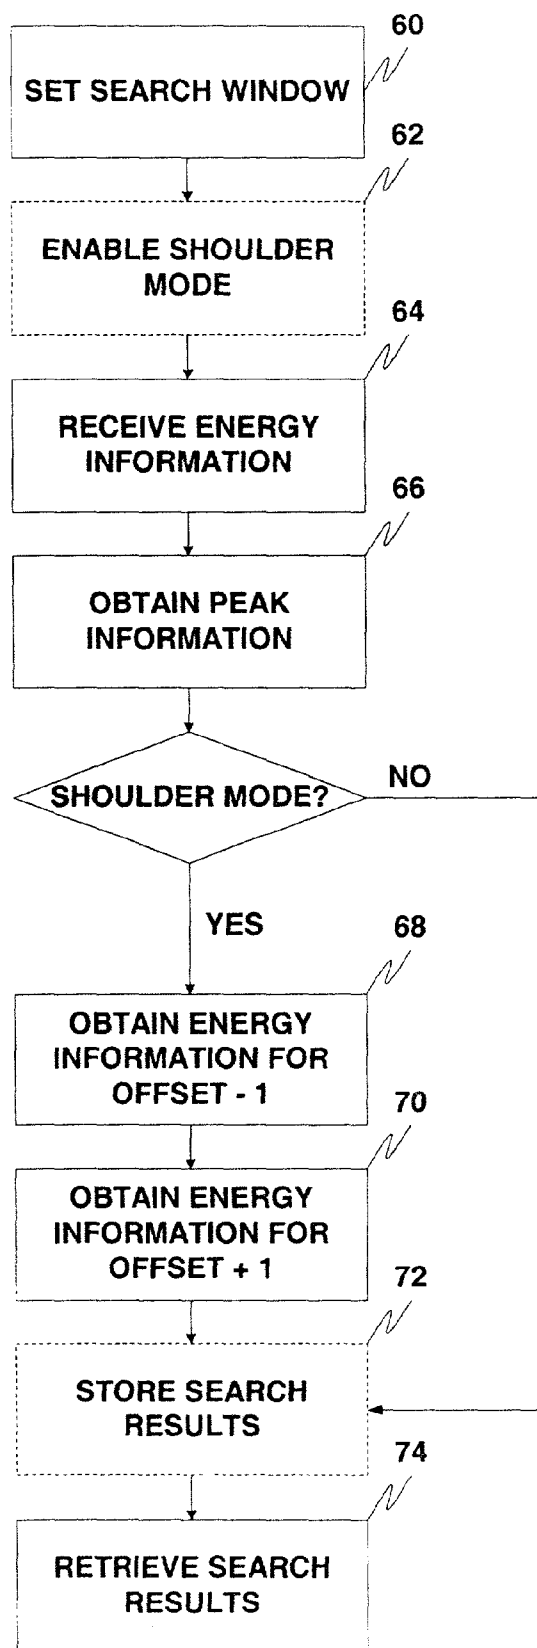 60
SET SEARCH WINDOW
62
ENABLE SHOULDER
MODE
64
RECEIVE ENERGY
INFORMATION
66
OBTAIN PEAK
INFORMATION
SHOULDER MODE?
NO
YES
68
OBTAIN ENERGY
INFORMATION FOR
OFFSET - 1
70
OBTAIN ENERGY
INFORMATION FOR
OFFSET + 1
72
STORE SEARCH
RESULTS
74
RETRIEVE SEARCH
RESULTS